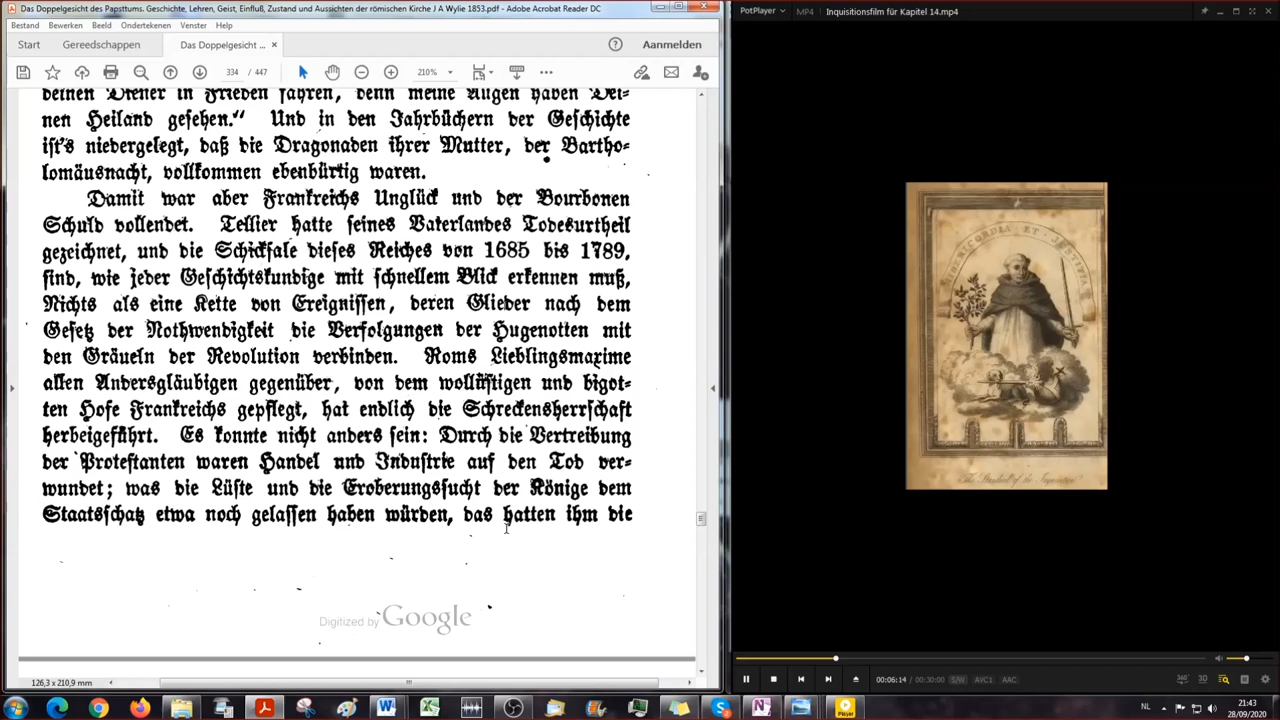 Das Doppelgesicht des Papsttums. Geschichte, Lehren, Geist, Einfluß, Zustand und Aussichten der römischen Kirche J A Wylie 1853.pdf - Adobe Acrobat Reader DC
Bestand Bewerken Beeld Ondertekenen Venster Help
Start Gereedschappen Das Doppelgesicht ... × Anmelden
334 / 447 210%
deinen Diener in Frieden fahren, denn meine Augen haben dei-
nen Heiland gesehen.“ Und in den Jahrbüchern der Geschichte
ist's niedergelegt, daß die Dragonaden ihrer Mutter, der Bartho-
lomäusnacht, vollkommen ebenbürtig waren.
Damit war aber Frankreichs Unglück und der Bourbonen
Schuld vollendet. Tellier hatte seines Vaterlandes Todesurtheil
gezeichnet, und die Schicksale dieses Reiches von 1685 bis 1789,
sind, wie jeder Geschichtskundige mit schnellem Blick erkennen muß,
Nichts als eine Kette von Ereignissen, deren Glieder nach dem
Gesetz der Nothwendigkeit die Verfolgungen der Hugenotten mit
den Gräueln der Revolution verbinden. Roms Lieblingsmaxime
allen Andersgläubigen gegenüber, von dem wollüstigen und bigot-
ten Hofe Frankreichs gepflegt, hat endlich die Schreckensherrschaft
herbeigeführt. Es konnte nicht anders sein: Durch die Vertreibung
der Protestanten waren Handel und Industrie auf den Tod ver-
wundet; was die Lüste und die Eroberungssucht der Könige dem
Staatsschatz etwa noch gelassen haben würden, das hatten ihm die
Digitized by Google
126,3 x 210,9 mm
PotPlayer MP4 Inquisitionsfilm für Kapitel 14.mp4
MISERICORDIA ET JUSTITIA
The Standard of the Inquisition
00:06:14 / 00:30:00 S/W AVC1 AAC
360° 3D
NL 21:43
28/09/2020